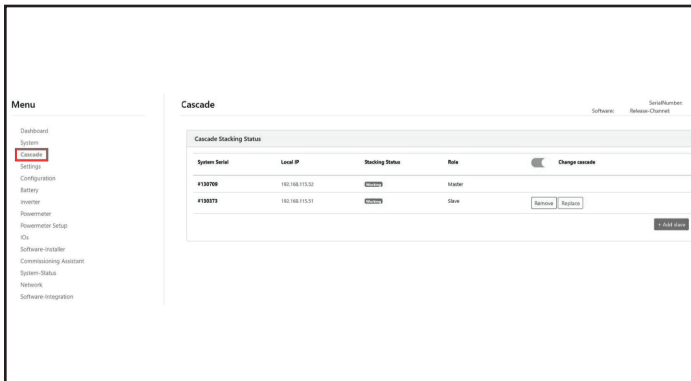 Menu
Dashboard
System
Cascade
Settings
Configuration
Battery
Inverter
Powermeter
Powermeter Setup
IOs
Software-Installer
Commissioning Assistant
System-Status
Network
Software-Integration
Cascade
SerialNumber:
Software: Release-Channel:
Cascade Stacking Status
System Serial Local IP Stacking Status Role Change cascade
#130709 192.168.115.52 Working Master
#130373 192.168.115.51 Working Slave Remove Replace
+ Add slave